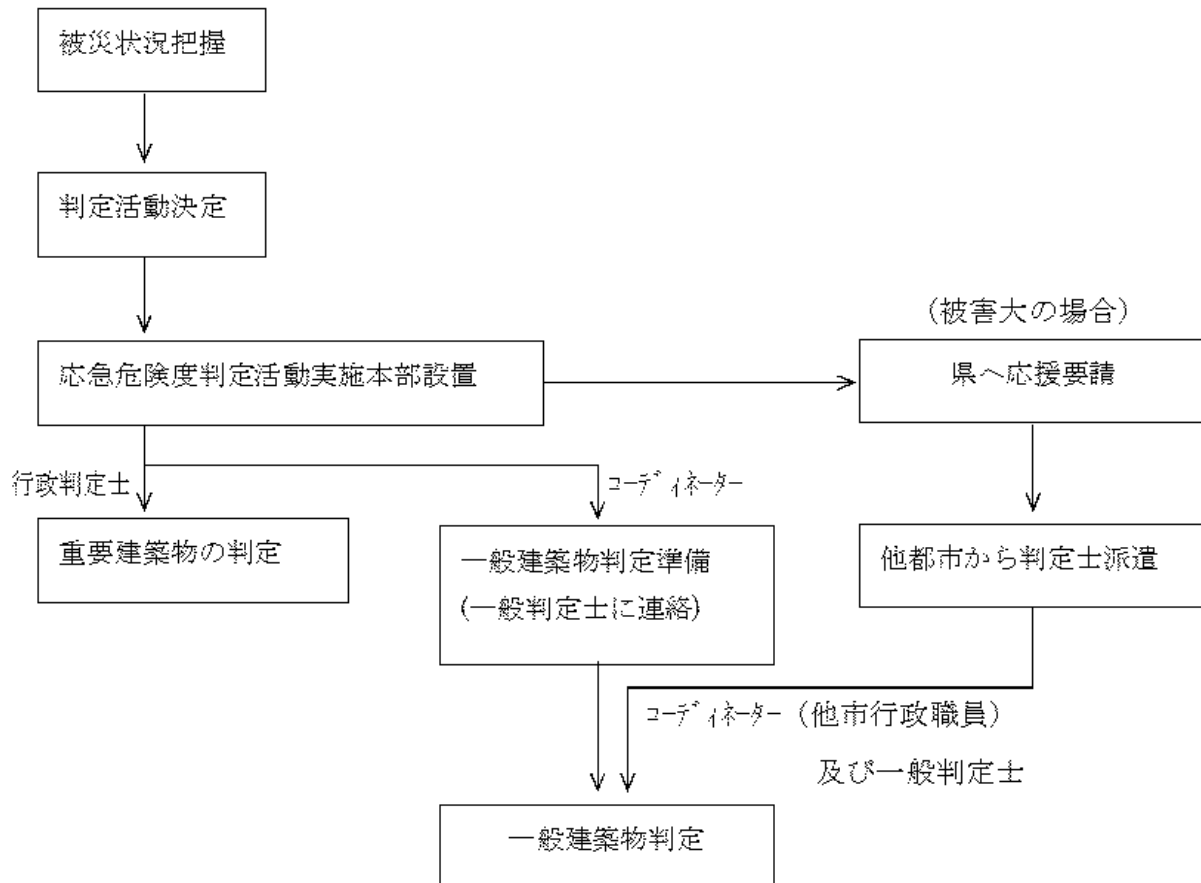 被災状況把握
判定活動決定
(被害大の場合)
応急危険度判定活動実施本部設置
県へ応援要請
行政判定士
コーディネーター
重要建築物の判定
一般建築物判定準備
(一般判定士に連絡)
他都市から判定士派遣
コーディネーター(他市行政職員)
及び一般判定士
一般建築物判定